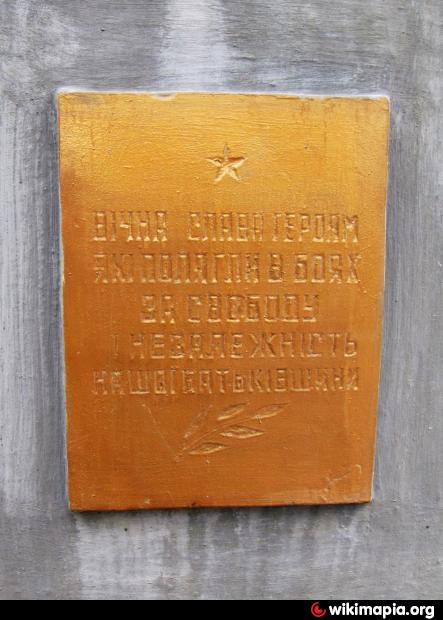 ВІЧНА СЛАВА ГЕРОЯМ
ЯКІ ПОЛЯГЛИ В БОЯХ
ЗА СВОБОДУ
І НЕЗАЛЕЖНІСТЬ
НАШОЇ БАТЬКІВЩИНИ
wikimapia.org